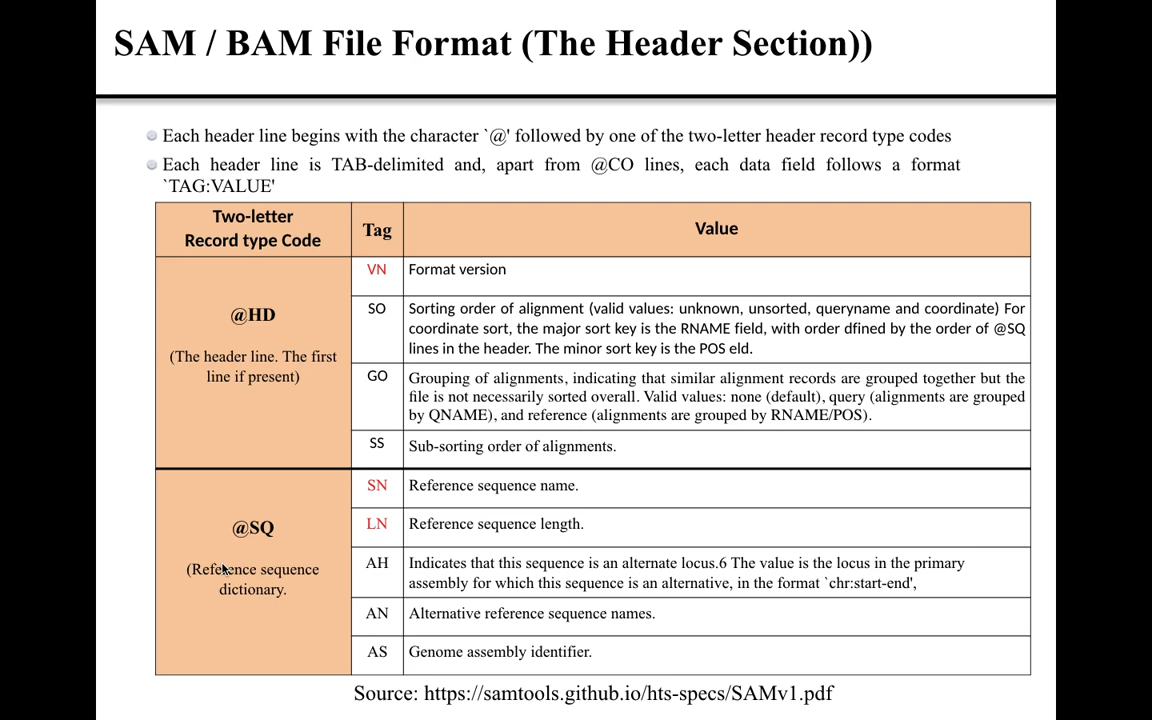 SAM / BAM File Format (The Header Section))
Each header line begins with the character `@' followed by one of the two-letter header record type codes
Each header line is TAB-delimited and, apart from @CO lines, each data field follows a format
`TAG:VALUE'
Two-letter
Record type Code
Tag
Value
@HD
(The header line. The first
line if present)
VN
Format version
SO
Sorting order of alignment (valid values: unknown, unsorted, queryname and coordinate) For
coordinate sort, the major sort key is the RNAME field, with order dfined by the order of @SQ
lines in the header. The minor sort key is the POS eld.
GO
Grouping of alignments, indicating that similar alignment records are grouped together but the
file is not necessarily sorted overall. Valid values: none (default), query (alignments are grouped
by QNAME), and reference (alignments are grouped by RNAME/POS).
SS
Sub-sorting order of alignments.
@SQ
(Reference sequence
dictionary.
SN
Reference sequence name.
LN
Reference sequence length.
AH
Indicates that this sequence is an alternate locus.6 The value is the locus in the primary
assembly for which this sequence is an alternative, in the format `chr:start-end',
AN
Alternative reference sequence names.
AS
Genome assembly identifier.
Source: https://samtools.github.io/hts-specs/SAMv1.pdf